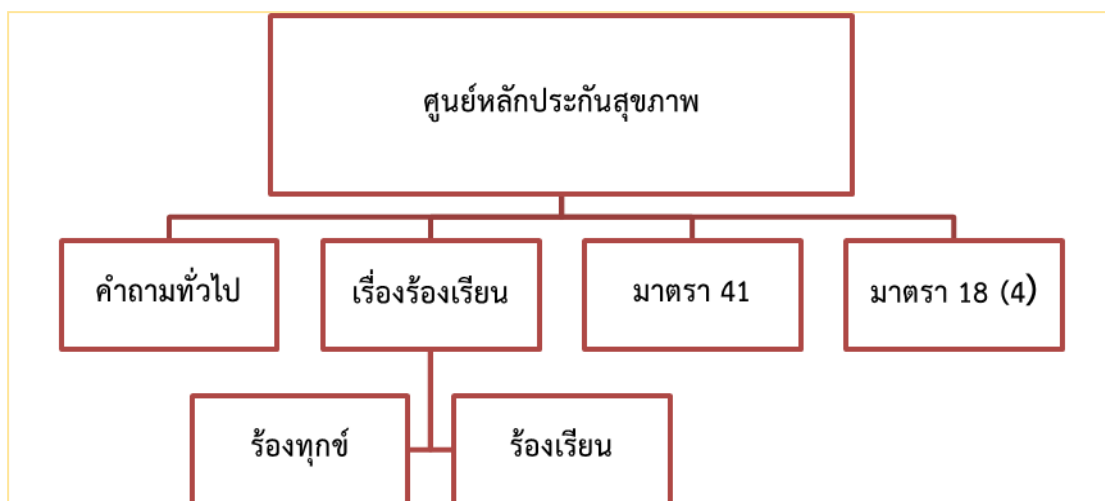 ศูนย์หลักประกันสุขภาพ
คำถามทั่วไป
เรื่องร้องเรียน
มาตรา 41
มาตรา 18 (4)
ร้องทุกข์
ร้องเรียน